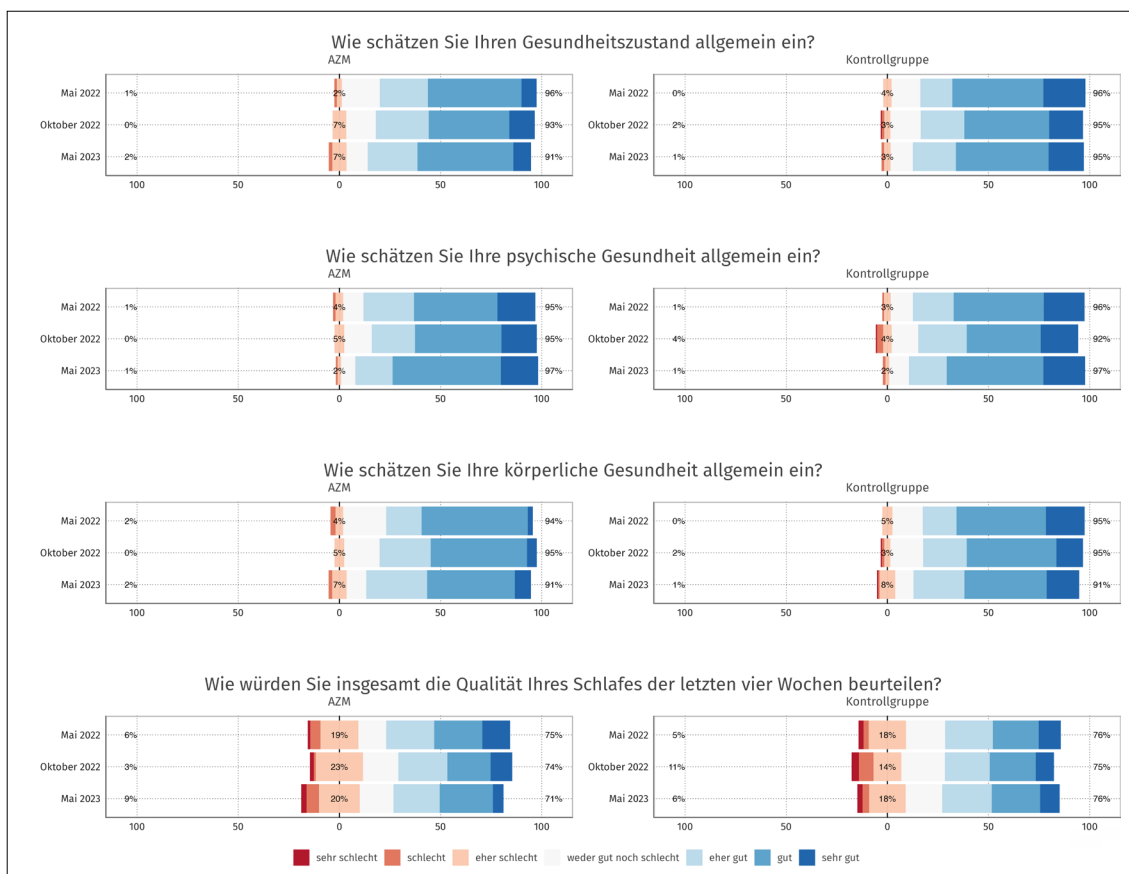 Wie schätzen Sie Ihren Gesundheitszustand allgemein ein?
AZM Kontrollgruppe
Mai 2022 1% 2% 96% Mai 2022 0% 4% 96%
Oktober 2022 0% 7% 93% Oktober 2022 2% 3% 95%
Mai 2023 2% 7% 91% Mai 2023 1% 3% 95%
100 50 0 50 100 100 50 0 50 100
Wie schätzen Sie Ihre psychische Gesundheit allgemein ein?
AZM Kontrollgruppe
Mai 2022 1% 4% 95% Mai 2022 1% 3% 96%
Oktober 2022 0% 5% 95% Oktober 2022 4% 4% 92%
Mai 2023 1% 2% 97% Mai 2023 1% 2% 97%
100 50 0 50 100 100 50 0 50 100
Wie schätzen Sie Ihre körperliche Gesundheit allgemein ein?
AZM Kontrollgruppe
Mai 2022 2% 4% 94% Mai 2022 0% 5% 95%
Oktober 2022 0% 5% 95% Oktober 2022 2% 3% 95%
Mai 2023 2% 7% 91% Mai 2023 1% 8% 91%
100 50 0 50 100 100 50 0 50 100
Wie würden Sie insgesamt die Qualität Ihres Schlafes der letzten vier Wochen beurteilen?
AZM Kontrollgruppe
Mai 2022 6% 19% 75% Mai 2022 5% 18% 76%
Oktober 2022 3% 23% 74% Oktober 2022 11% 14% 75%
Mai 2023 9% 20% 71% Mai 2023 6% 18% 76%
100 50 0 50 100 100 50 0 50 100
sehr schlecht schlecht eher schlecht weder gut noch schlecht eher gut gut sehr gut